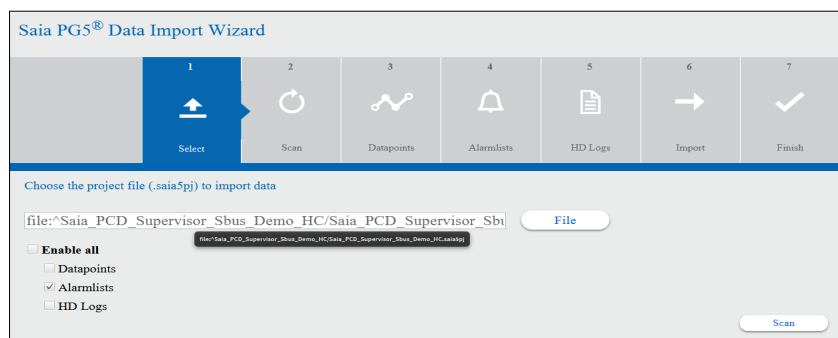 Saia PG5® Data Import Wizard
1 2 3 4 5 6 7
Select Scan Datapoints Alarmlists HD Logs Import Finish
Choose the project file (.saia5pj) to import data
file:^Saia_PCD_Supervisor_Sbus_Demo_HC/Saia_PCD_Supervisor_Sbu File
file:^Saia_PCD_Supervisor_Sbus_Demo_HC/Saia_PCD_Supervisor_Sbus_Demo_HC.saia5pj
Enable all
Datapoints
Alarmlists
HD Logs
Scan